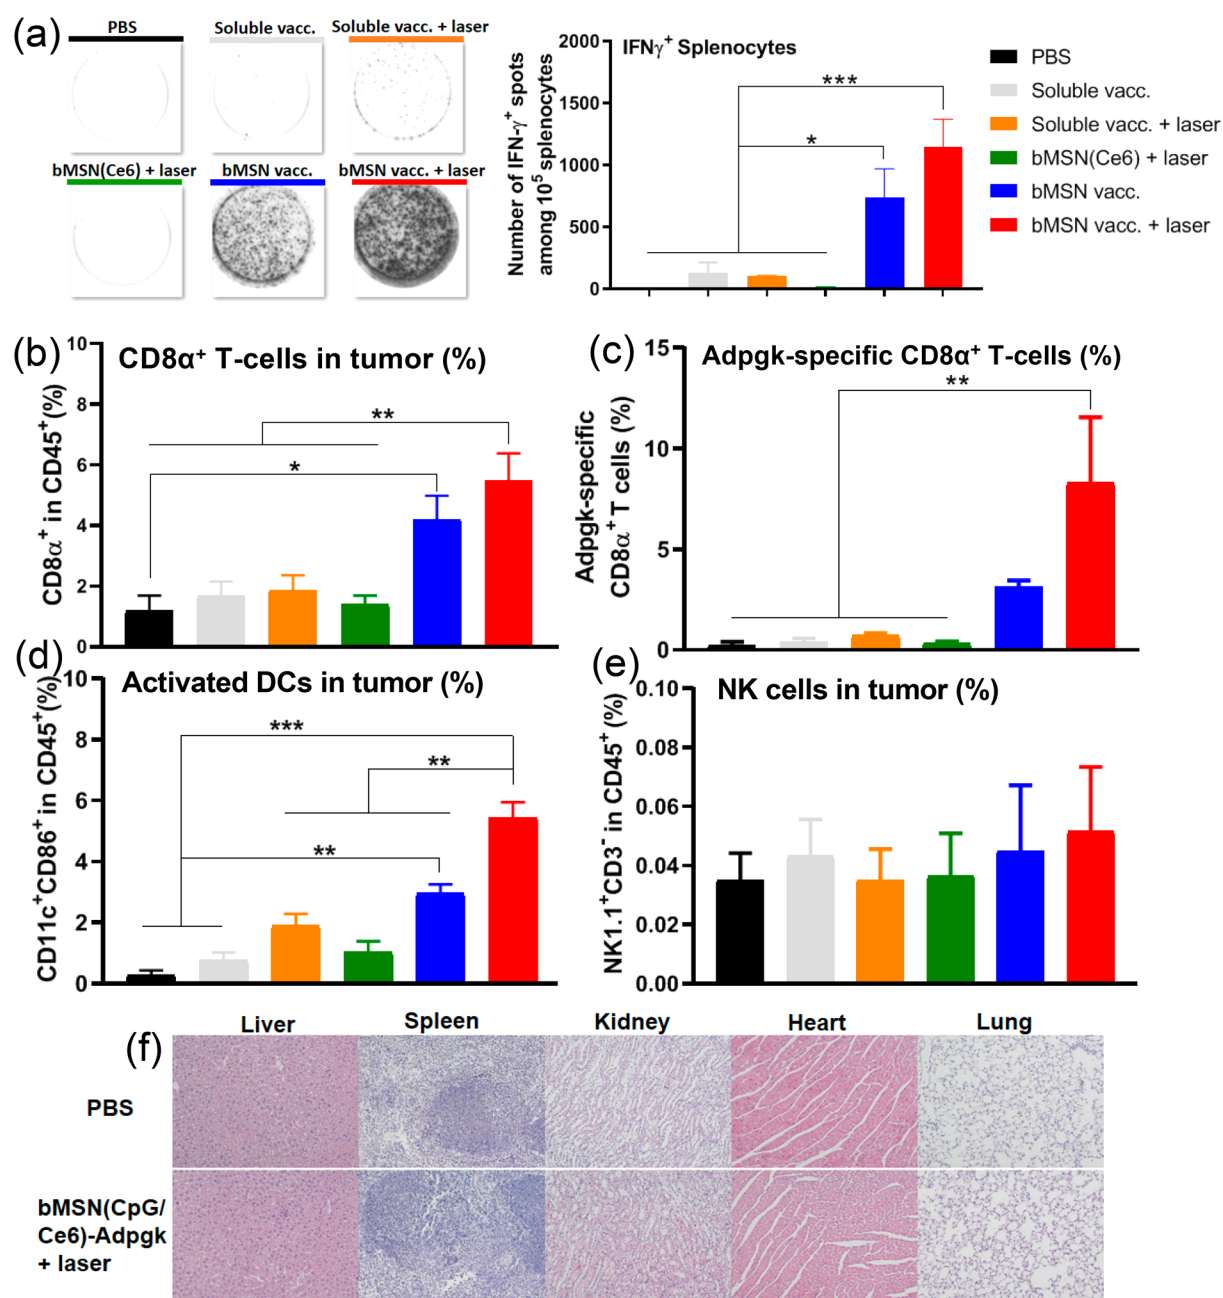 (a)
PBS
Soluble vacc.
Soluble vacc. + laser
bMSN(Ce6) + laser
bMSN vacc.
bMSN vacc. + laser
Number of IFN-γ⁺ spots
among 10⁵ splenocytes
2000
1500
1000
500
0
IFNγ⁺ Splenocytes
***
*
PBS
Soluble vacc.
Soluble vacc. + laser
bMSN(Ce6) + laser
bMSN vacc.
bMSN vacc. + laser
(b)
CD8α⁺ T-cells in tumor (%)
CD8α⁺ in CD45⁺(%)
10
8
6
4
2
0
**
*
(c)
Adpgk-specific CD8α⁺ T-cells (%)
Adpgk-specific
CD8α⁺ T cells (%)
15
10
5
0
**
(d)
Activated DCs in tumor (%)
CD11c⁺CD86⁺ in CD45⁺(%)
10
8
6
4
2
0
***
**
**
(e)
NK cells in tumor (%)
NK1.1⁺CD3⁻ in CD45⁺(%)
0.10
0.08
0.06
0.04
0.02
0.00
(f)
Liver Spleen Kidney Heart Lung
PBS
bMSN(CpG/
Ce6)-Adpgk
+ laser